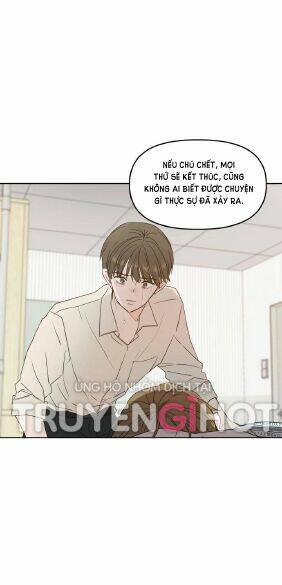 NẾU CHÚ CHẾT, MỌI
THỨ SẼ KẾT THÚC, CŨNG
KHÔNG AI BIẾT ĐƯỢC CHUYỆN
GÌ THỰC SỰ ĐÃ XẢY RA.
ỦNG HỘ NHÓM DỊCH TẠI
TRUYENGIHOT